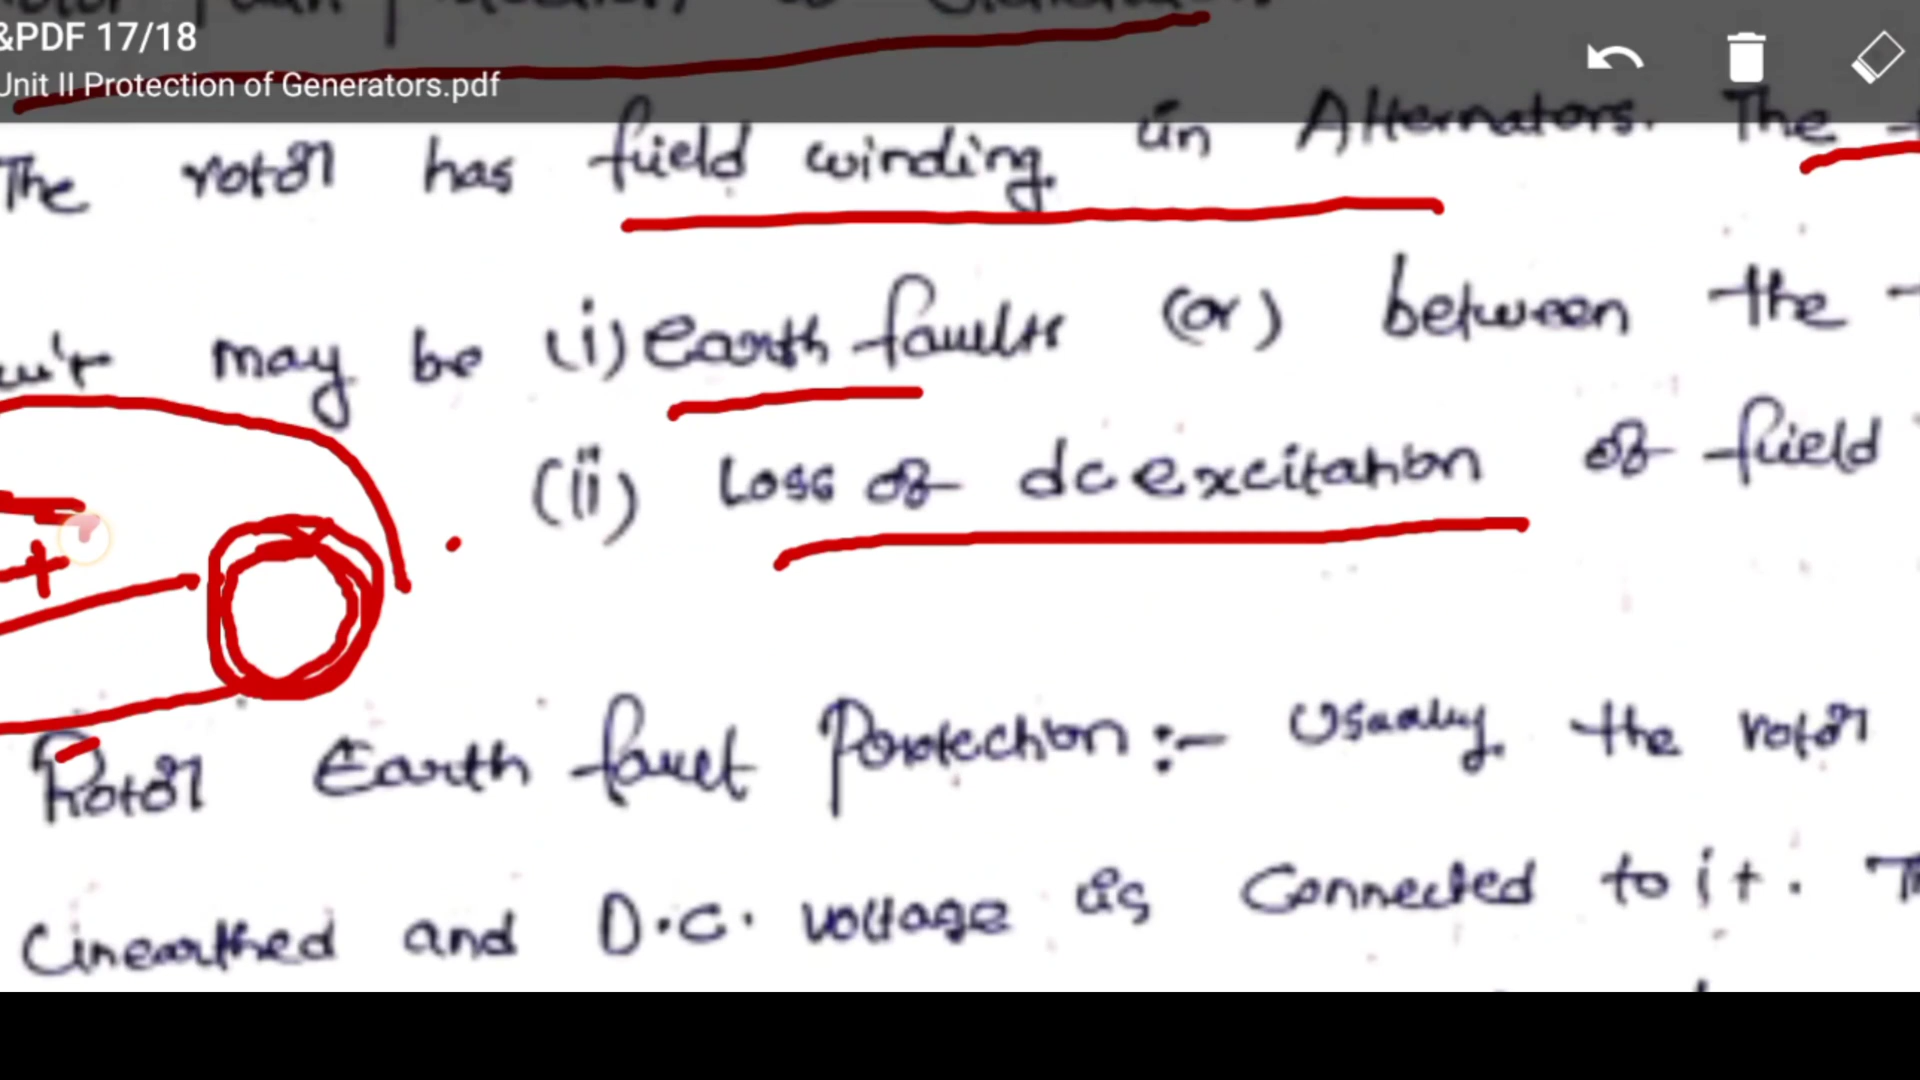 &PDF 17/18
Unit II Protection of Generators.pdf
The rotor has field winding in Alternators. The
may be (i) earth faults (or) between the
(ii) Loss of dc excitation of field
Rotor Earth fault Protection :- Usually the rotor
unearthed and D.C. voltage is connected to it.